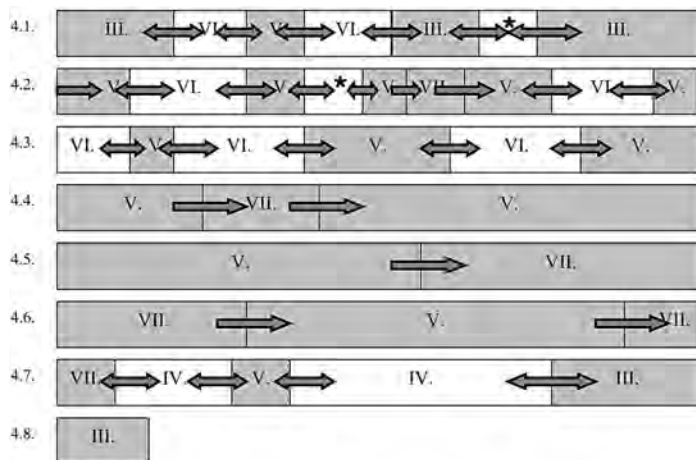 4.1. III. VI. V. VI. III. * III.
4.2. V. VI. V. * V. VII. V. VI. V.
4.3. VI. V. VI. V. VI. V.
4.4. V. VII. V.
4.5. V. VII.
4.6. VII. V. VII.
4.7. VII. IV. V. IV. III.
4.8. III.